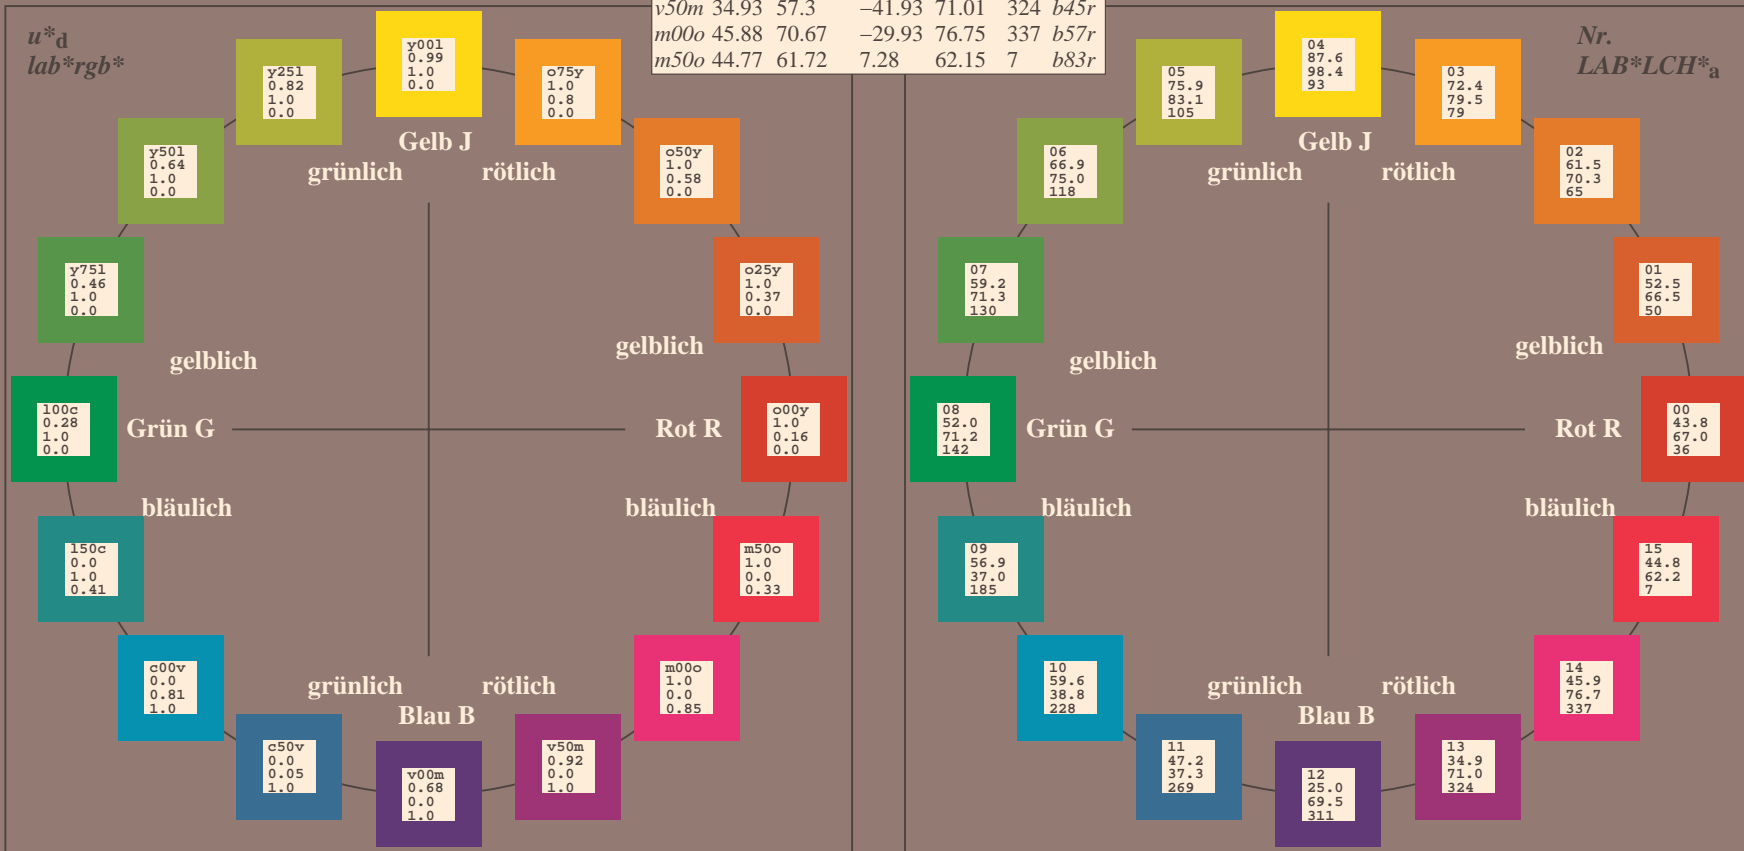 v50m 34.93 57.3 −41.93 71.01 324 b45r
m00o 45.88 70.67 −29.93 76.75 337 b57r
m50o 44.77 61.72 7.28 62.15 7 b83r
u*d
lab*rgb*
y00l
0.99
1.0
0.0
y25l
0.82
1.0
0.0
o75y
1.0
0.8
0.0
y50l
0.64
1.0
0.0
o50y
1.0
0.58
0.0
Gelb J
grünlich rötlich
y75l
0.46
1.0
0.0
o25y
1.0
0.37
0.0
gelblich
gelblich
l00c
0.28
1.0
0.0
Grün G
Rot R
o00y
1.0
0.16
0.0
bläulich
bläulich
l50c
0.0
1.0
0.41
m50o
1.0
0.0
0.33
c00v
0.0
0.81
1.0
m00o
1.0
0.0
0.85
grünlich rötlich
Blau B
c50v
0.0
0.05
1.0
v00m
0.68
0.0
1.0
v50m
0.92
0.0
1.0
Nr.
LAB*LCH*a
04
87.6
98.4
93
05
75.9
83.1
105
03
72.4
79.5
79
06
66.9
75.0
118
02
61.5
70.3
65
Gelb J
grünlich rötlich
07
59.2
71.3
130
01
52.5
66.5
50
gelblich
gelblich
08
52.0
71.2
142
Grün G
Rot R
00
43.8
67.0
36
bläulich
bläulich
09
56.9
37.0
185
15
44.8
62.2
7
10
59.6
38.8
228
14
45.9
76.7
337
grünlich rötlich
Blau B
11
47.2
37.3
269
12
25.0
69.5
311
13
34.9
71.0
324